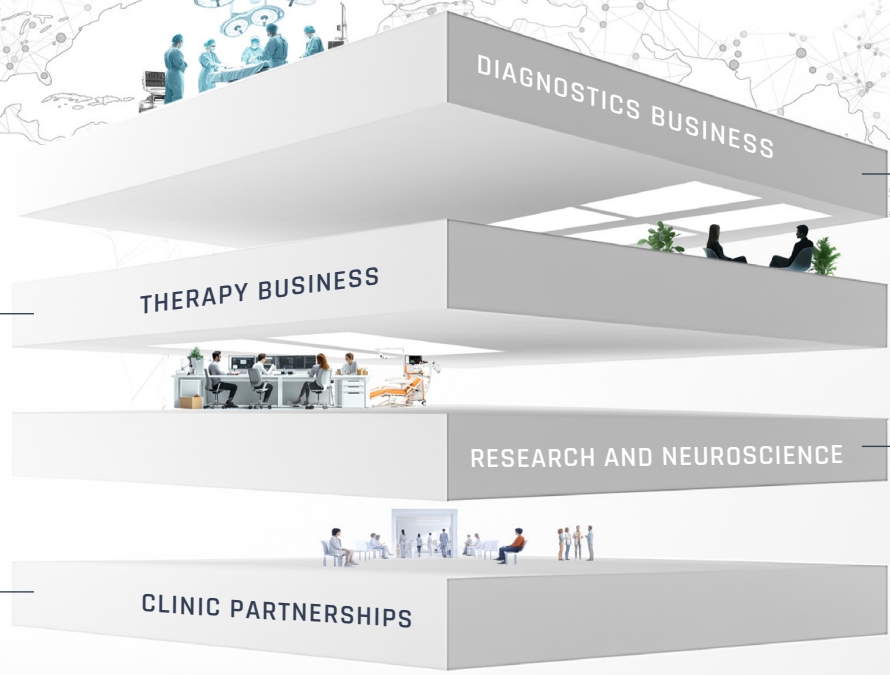 DIAGNOSTICS BUSINESS
THERAPY BUSINESS
RESEARCH AND NEUROSCIENCE
CLINIC PARTNERSHIPS